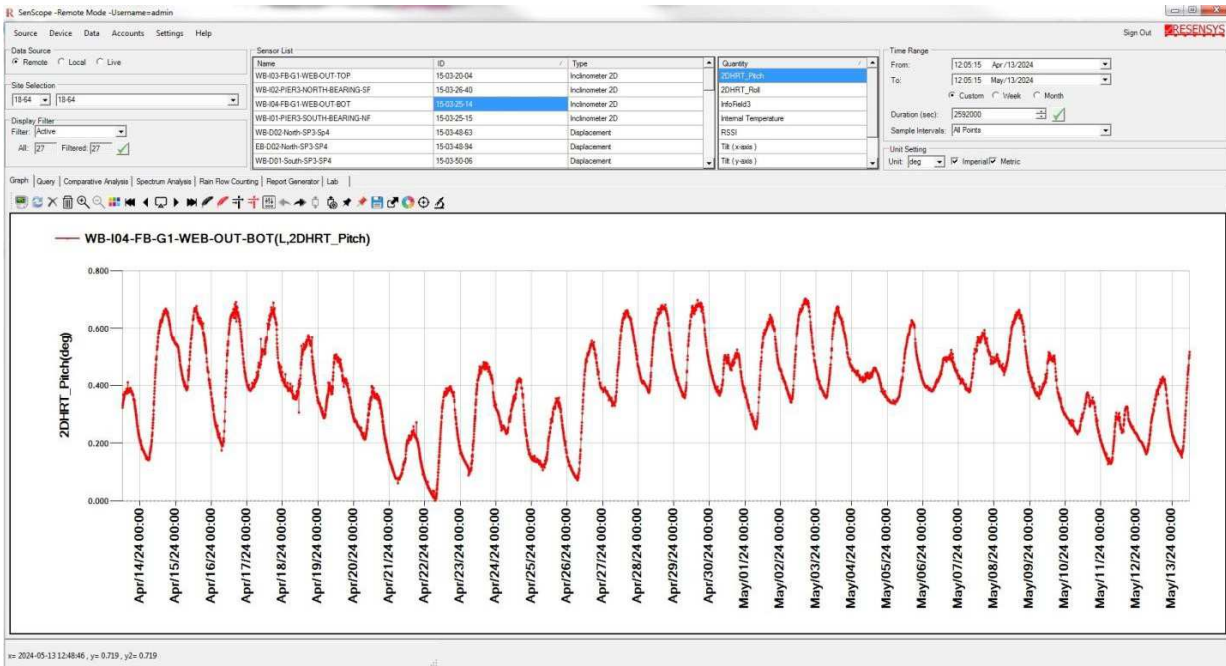 SenScope -Remote Mode -Username=admin
Source Device Data Accounts Settings Help
Sign Out RESENSYS
Data Source
Remote Local Live
Site Selection
18-64 18-64
Display Filter
Filter: Active
All: 27 Filtered: 27
Sensor List
Name ID Type
WB-I03-FB-G1-WEB-OUT-TOP 15-03-20-04 Inclinometer 2D
WB-I02-PIER3-NORTH-BEARING-SF 15-03-26-40 Inclinometer 2D
WB-I04-FB-G1-WEB-OUT-BOT 15-03-25-14 Inclinometer 2D
WB-I01-PIER3-SOUTH-BEARING-NF 15-03-25-15 Inclinometer 2D
WB-D02-North-SP3-Sp4 15-03-48-63 Displacement
EB-D02-North-SP3-SP4 15-03-48-94 Displacement
WB-D01-South-SP3-SP4 15-03-50-06 Displacement
Quantity
2DHRT_Pitch
2DHRT_Roll
InfoField3
Internal Temperature
RSSI
Tilt (x-axis )
Tilt (y-axis )
Time Range
From: 12:05:15 Apr/13/2024
To: 12:05:15 May/13/2024
Custom Week Month
Duration (sec): 2592000
Sample Intervals: All Points
Unit Setting
Unit: deg Imperial Metric
Graph Query Comparative Analysis Spectrum Analysis Rain Flow Counting Report Generator Lab
WB-I04-FB-G1-WEB-OUT-BOT(L,2DHRT_Pitch)
2DHRT_Pitch(deg)
0.800
0.600
0.400
0.200
0.000
Apr/14/24 00:00
Apr/15/24 00:00
Apr/16/24 00:00
Apr/17/24 00:00
Apr/18/24 00:00
Apr/19/24 00:00
Apr/20/24 00:00
Apr/21/24 00:00
Apr/22/24 00:00
Apr/23/24 00:00
Apr/24/24 00:00
Apr/25/24 00:00
Apr/26/24 00:00
Apr/27/24 00:00
Apr/28/24 00:00
Apr/29/24 00:00
Apr/30/24 00:00
May/01/24 00:00
May/02/24 00:00
May/03/24 00:00
May/04/24 00:00
May/05/24 00:00
May/06/24 00:00
May/07/24 00:00
May/08/24 00:00
May/09/24 00:00
May/10/24 00:00
May/11/24 00:00
May/12/24 00:00
May/13/24 00:00
x= 2024-05-13 12:48:46 , y= 0.719 , y2= 0.719